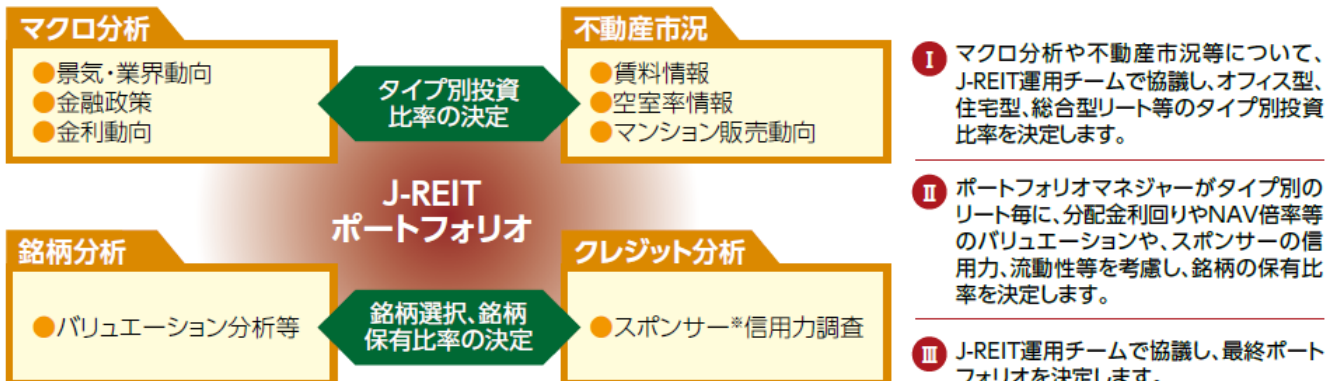 マクロ分析
●景気・業界動向
●金融政策
●金利動向
タイプ別投資
比率の決定
不動産市況
●賃料情報
●空室率情報
●マンション販売動向
J-REIT
ポートフォリオ
銘柄分析
●バリュエーション分析等
銘柄選択、銘柄
保有比率の決定
クレジット分析
●スポンサー※信用力調査
Ⅰ マクロ分析や不動産市況等について、
J-REIT運用チームで協議し、オフィス型、
住宅型、総合型リート等のタイプ別投資
比率を決定します。
Ⅱ ポートフォリオマネジャーがタイプ別の
リート毎に、分配金利回りやNAV倍率等
のバリュエーションや、スポンサーの信
用力、流動性等を考慮し、銘柄の保有比
率を決定します。
Ⅲ J-REIT運用チームで協議し、最終ポート
フォリオを決定します。